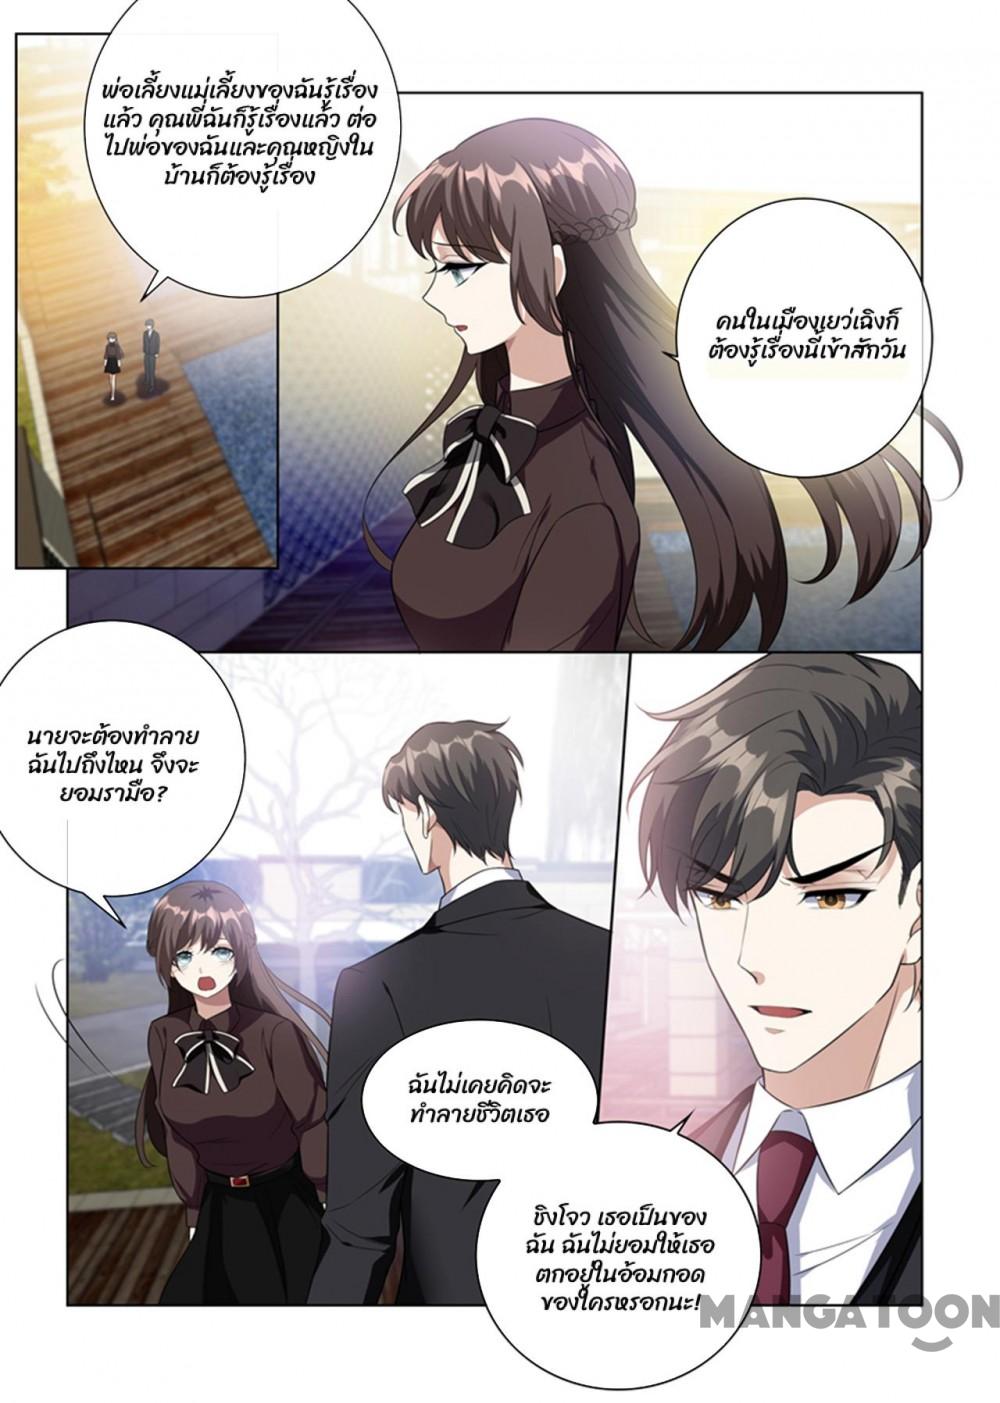 พ่อเลี้ยงแม่เลี้ยงของฉันรู้เรื่อง
แล้ว คุณพี่ฉันก็รู้เรื่องแล้ว ต่อ
ไปพ่อของฉันและคุณหญิงใน
บ้านก็ต้องรู้เรื่อง
คนในเมืองเยว่เฉิงก็
ต้องรู้เรื่องนี้เข้าสักวัน
นายจะต้องทำลาย
ฉันไปถึงไหน จึงจะ
ยอมรามือ?
ฉันไม่เคยคิดจะ
ทำลายชีวิตเธอ
ชิงโจว เธอเป็นของ
ฉัน ฉันไม่ยอมให้เธอ
ตกอยู่ในอ้อมกอด
ของใครหรอกนะ!
MANGATOON